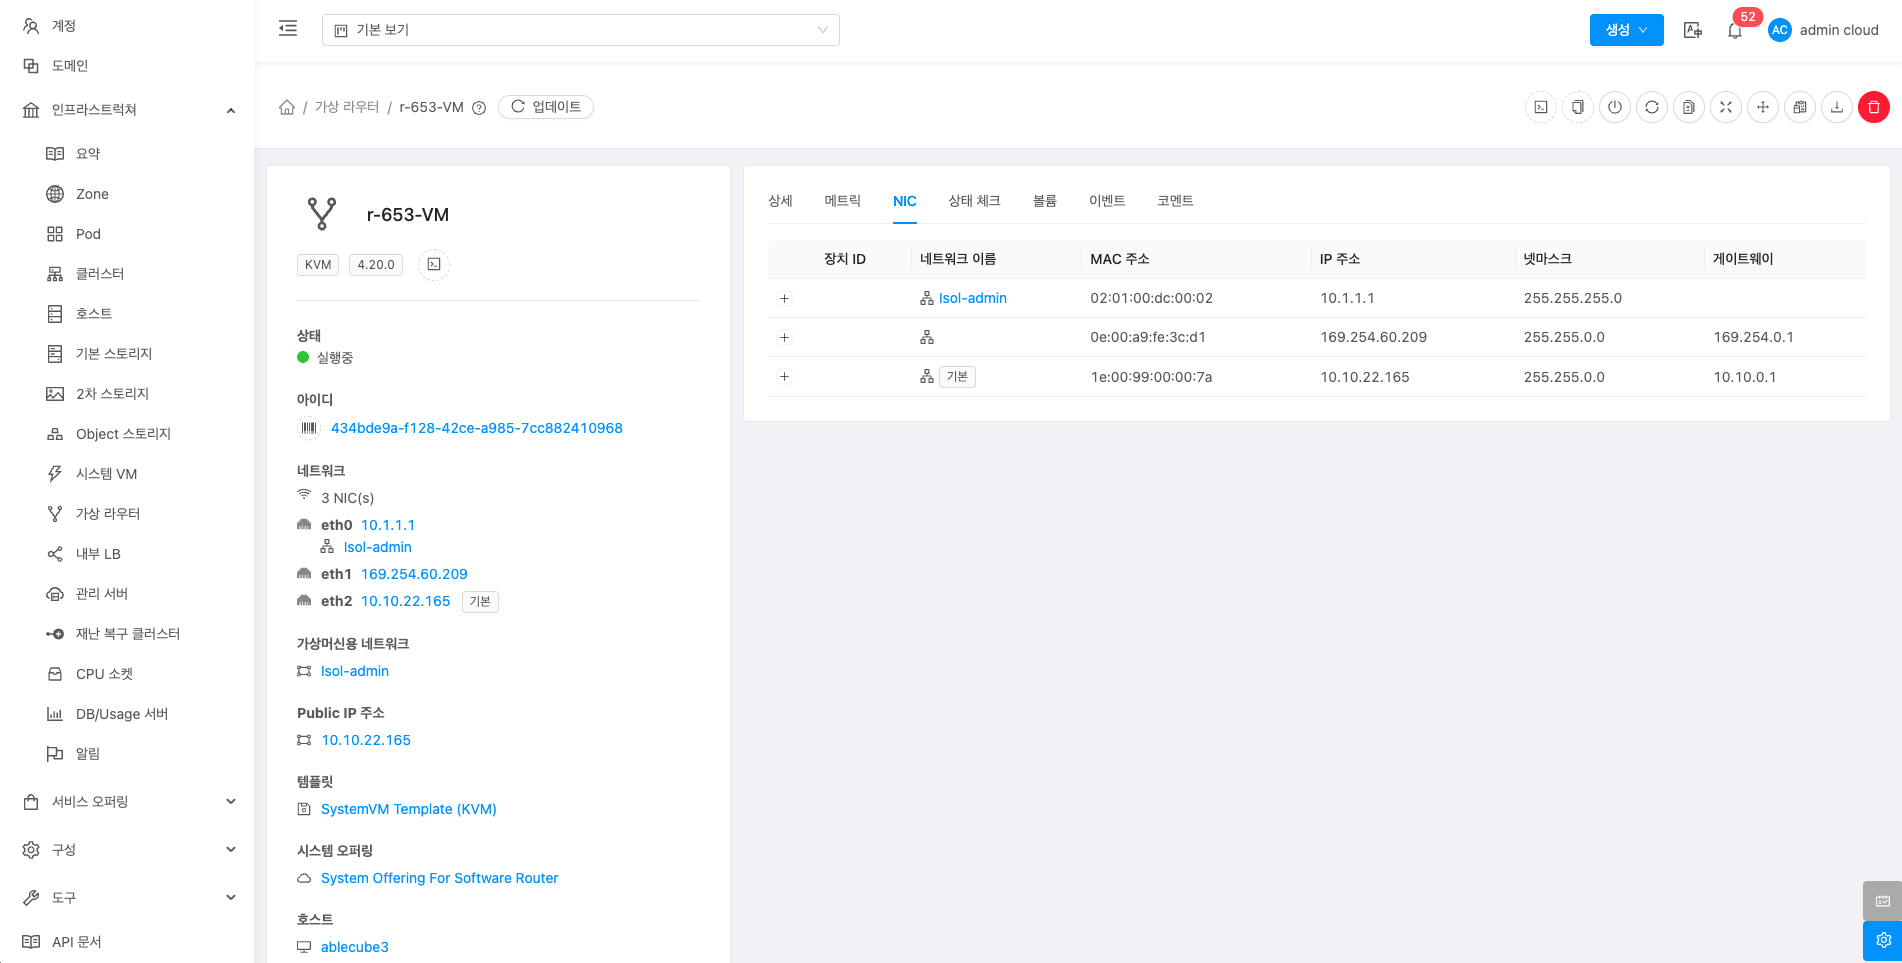 계정
도메인
인프라스트럭쳐
요약
Zone
Pod
클러스터
호스트
기본 스토리지
2차 스토리지
Object 스토리지
시스템 VM
가상 라우터
내부 LB
관리 서버
재난 복구 클러스터
CPU 소켓
DB/Usage 서버
알림
서비스 오퍼링
구성
도구
API 문서
기본 보기
생성
52
AC admin cloud
/ 가상 라우터 / r-653-VM 업데이트
r-653-VM
KVM 4.20.0
상태
실행중
아이디
434bde9a-f128-42ce-a985-7cc882410968
네트워크
3 NIC(s)
eth0 10.1.1.1
Isol-admin
eth1 169.254.60.209
eth2 10.10.22.165 기본
가상머신용 네트워크
Isol-admin
Public IP 주소
10.10.22.165
템플릿
SystemVM Template (KVM)
시스템 오퍼링
System Offering For Software Router
호스트
ablecube3
상세 메트릭 NIC 상태 체크 볼륨 이벤트 코멘트
장치 ID 네트워크 이름 MAC 주소 IP 주소 넷마스크 게이트웨이
Isol-admin 02:01:00:dc:00:02 10.1.1.1 255.255.255.0
0e:00:a9:fe:3c:d1 169.254.60.209 255.255.0.0 169.254.0.1
기본 1e:00:99:00:00:7a 10.10.22.165 255.255.0.0 10.10.0.1